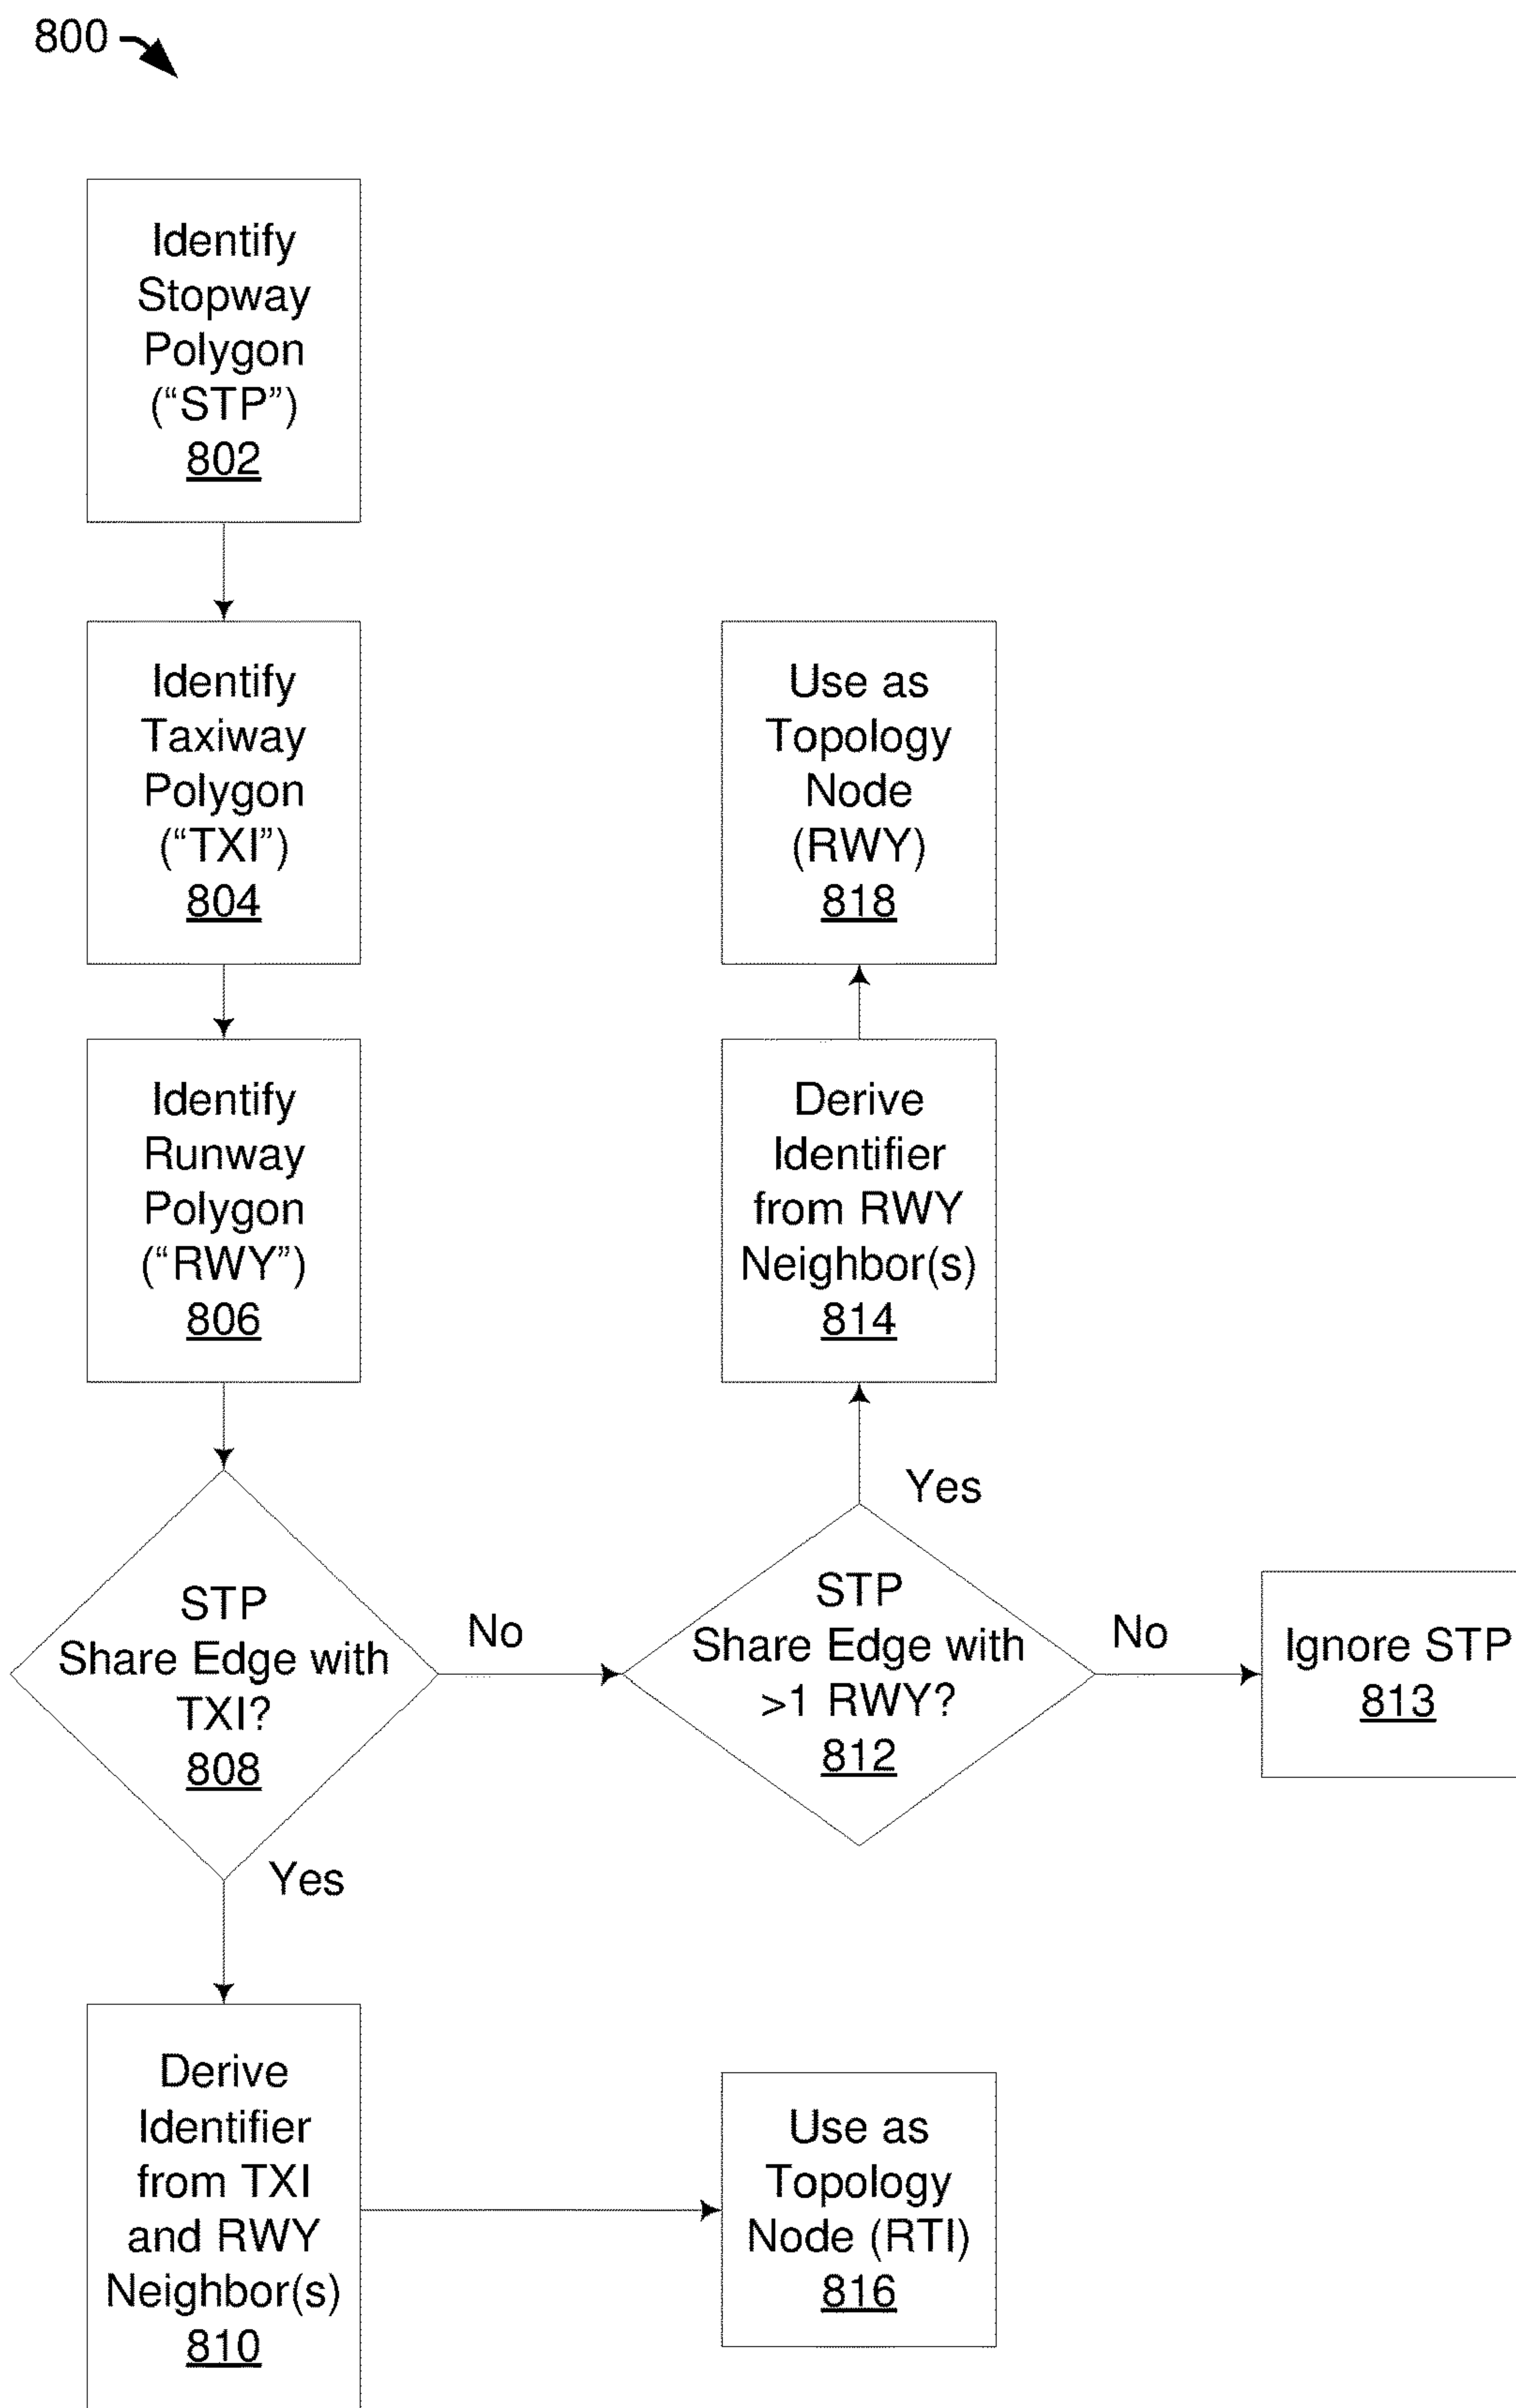 800
Identify
Stopway
Polygon
(“STP”)
802
Identify
Taxiway
Polygon
(“TXI”)
804
Identify
Runway
Polygon
(“RWY”)
806
STP
Share Edge with
TXI?
808
No
Yes
STP
Share Edge with
>1 RWY?
812
Yes
No
Ignore STP
813
Derive
Identifier
from RWY
Neighbor(s)
814
Use as
Topology
Node
(RWY)
818
Derive
Identifier
from TXI
and RWY
Neighbor(s)
810
Use as
Topology
Node (RTI)
816